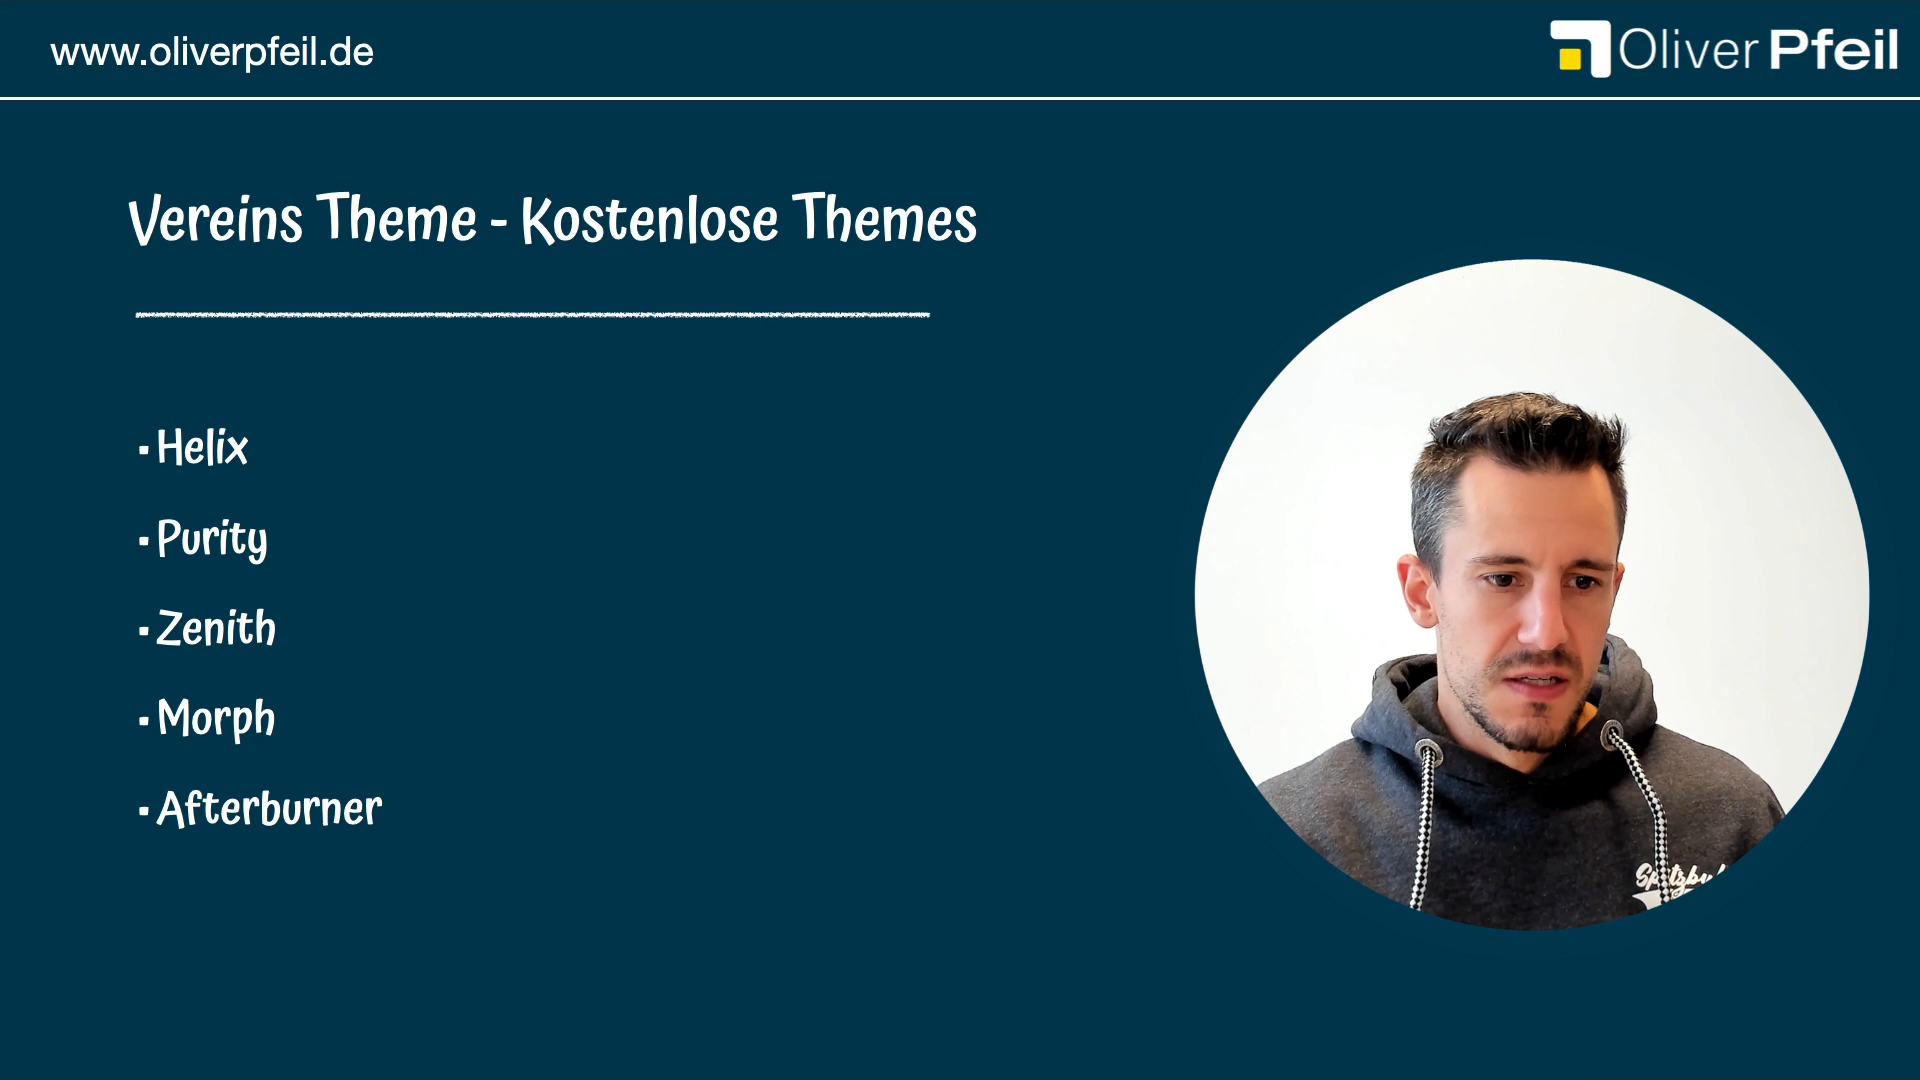 www.oliverpfeil.de
Oliver Pfeil
Vereins Theme - Kostenlose Themes
▪ Helix
▪ Purity
▪ Zenith
▪ Morph
▪ Afterburner